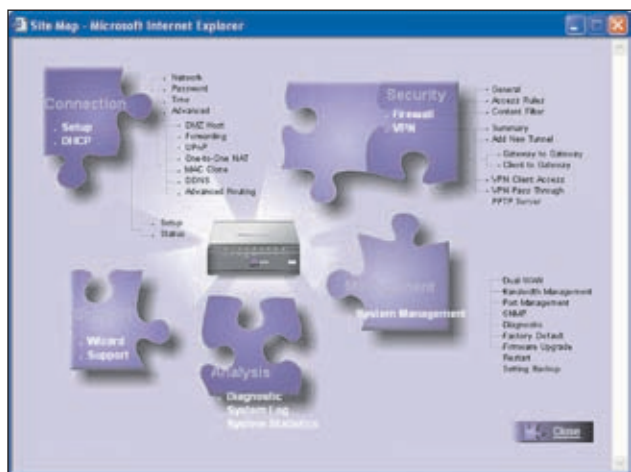 Site Map - Microsoft Internet Explorer
Connection
Setup
DHCP
Network
Password
Time
Advanced
DMZ Host
Forwarding
UPnP
One-to-One NAT
MAC Clone
DDNS
Advanced Routing
Setup
Status
Security
Firewall
VPN
General
Access Rules
Content Filter
Summary
Add New Tunnel
Gateway to Gateway
Client to Gateway
VPN Client Access
VPN Pass Through
PPTP Server
Management
System Management
Dual WAN
Bandwidth Management
Port Management
SNMP
Diagnostic
Factory Default
Firmware Upgrade
Restart
Setting Backup
Wizard
Support
Analysis
Diagnostic
System Log
System Statistics
Close